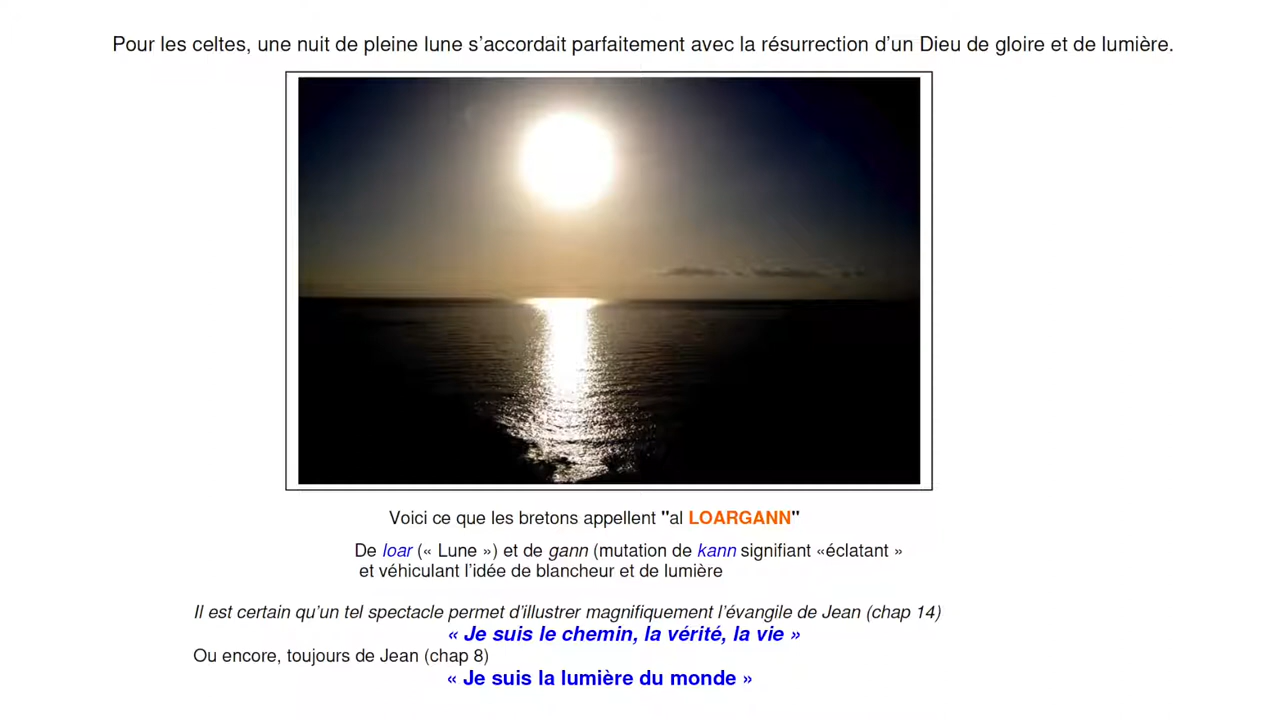 Pour les celtes, une nuit de pleine lune s’accordait parfaitement avec la résurrection d’un Dieu de gloire et de lumière.
Voici ce que les bretons appellent "al LOARGANN"
De loar (« Lune ») et de gann (mutation de kann signifiant «éclatant »
et véhiculant l’idée de blancheur et de lumière
Il est certain qu’un tel spectacle permet d’illustrer magnifiquement l’évangile de Jean (chap 14)
« Je suis le chemin, la vérité, la vie »
Ou encore, toujours de Jean (chap 8)
« Je suis la lumière du monde »